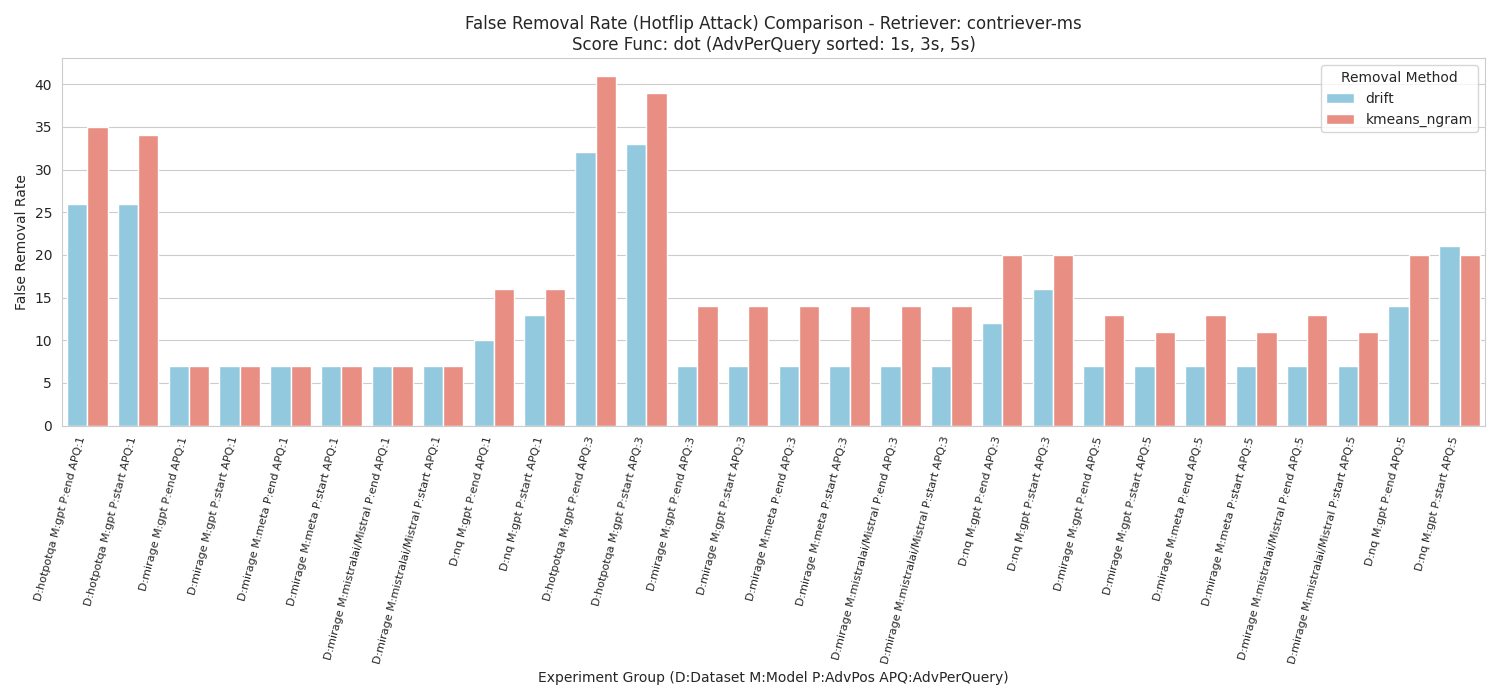 False Removal Rate (Hotflip Attack) Comparison - Retriever: contriever-ms
Score Func: dot (AdvPerQuery sorted: 1s, 3s, 5s)
Removal Method
drift
kmeans_ngram
False Removal Rate
40
35
30
25
20
15
10
5
0
D:hotpotqa M:gpt P:end APQ:1
D:hotpotqa M:gpt P:start APQ:1
D:mirage M:gpt P:end APQ:1
D:mirage M:gpt P:start APQ:1
D:mirage M:meta P:end APQ:1
D:mirage M:meta P:start APQ:1
D:mirage M:mistralai/Mistral P:end APQ:1
D:mirage M:mistralai/Mistral P:start APQ:1
D:nq M:gpt P:end APQ:1
D:nq M:gpt P:start APQ:1
D:hotpotqa M:gpt P:end APQ:3
D:hotpotqa M:gpt P:start APQ:3
D:mirage M:gpt P:end APQ:3
D:mirage M:gpt P:start APQ:3
D:mirage M:meta P:end APQ:3
D:mirage M:meta P:start APQ:3
D:mirage M:mistralai/Mistral P:end APQ:3
D:mirage M:mistralai/Mistral P:start APQ:3
D:nq M:gpt P:end APQ:3
D:nq M:gpt P:start APQ:3
D:mirage M:gpt P:end APQ:5
D:mirage M:gpt P:start APQ:5
D:mirage M:meta P:end APQ:5
D:mirage M:meta P:start APQ:5
D:mirage M:mistralai/Mistral P:end APQ:5
D:mirage M:mistralai/Mistral P:start APQ:5
D:nq M:gpt P:end APQ:5
D:nq M:gpt P:start APQ:5
Experiment Group (D:Dataset M:Model P:AdvPos APQ:AdvPerQuery)